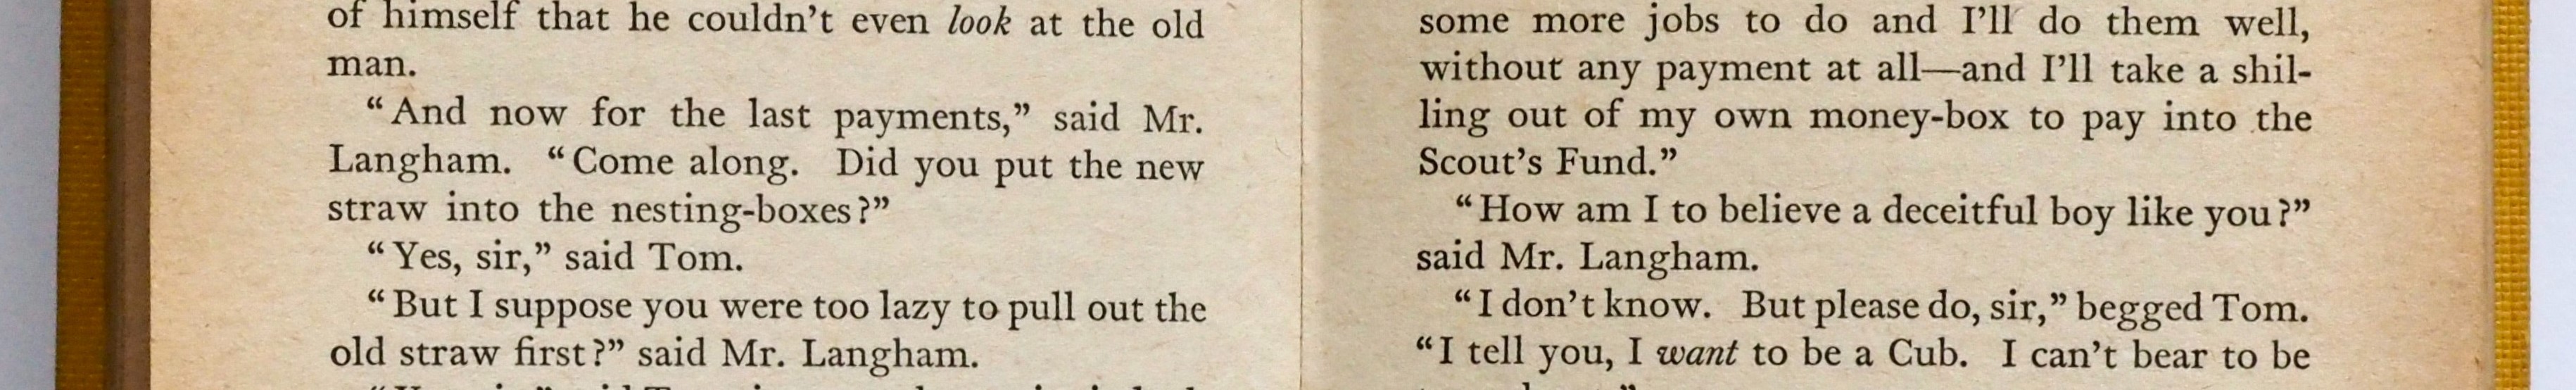 of himself that he couldn’t even look at the old
man.
“And now for the last payments,” said Mr.
Langham. “Come along. Did you put the new
straw into the nesting-boxes?”
“Yes, sir,” said Tom.
“But I suppose you were too lazy to pull out the
old straw first?” said Mr. Langham.
some more jobs to do and I’ll do them well,
without any payment at all—and I’ll take a shil-
ling out of my own money-box to pay into the
Scout’s Fund.”
“How am I to believe a deceitful boy like you?”
said Mr. Langham.
“I don’t know. But please do, sir,” begged Tom.
“I tell you, I want to be a Cub. I can’t bear to be